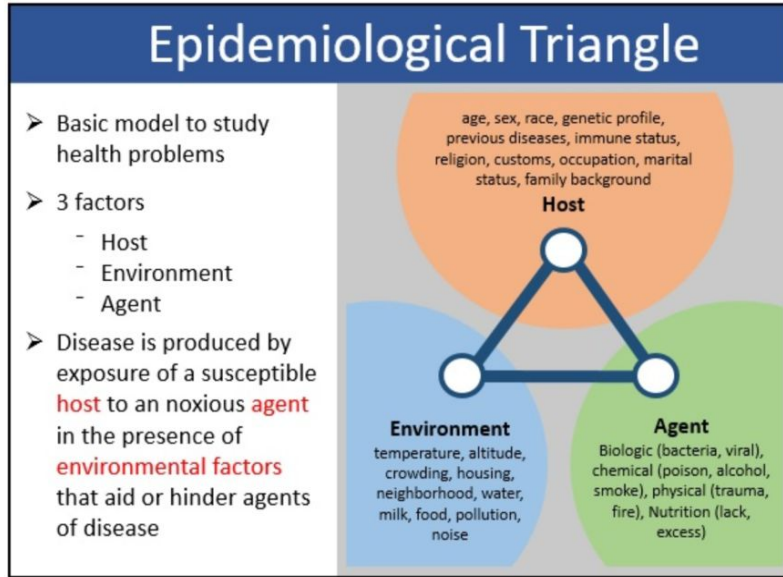 Epidemiological Triangle
➢ Basic model to study
health problems
➢ 3 factors
- Host
- Environment
- Agent
➢ Disease is produced by
exposure of a susceptible
host to an noxious agent
in the presence of
environmental factors
that aid or hinder agents
of disease
age, sex, race, genetic profile,
previous diseases, immune status,
religion, customs, occupation, marital
status, family background
Host
Environment
temperature, altitude,
crowding, housing,
neighborhood, water,
milk, food, pollution,
noise
Agent
Biologic (bacteria, viral),
chemical (poison, alcohol,
smoke), physical (trauma,
fire), Nutrition (lack,
excess)